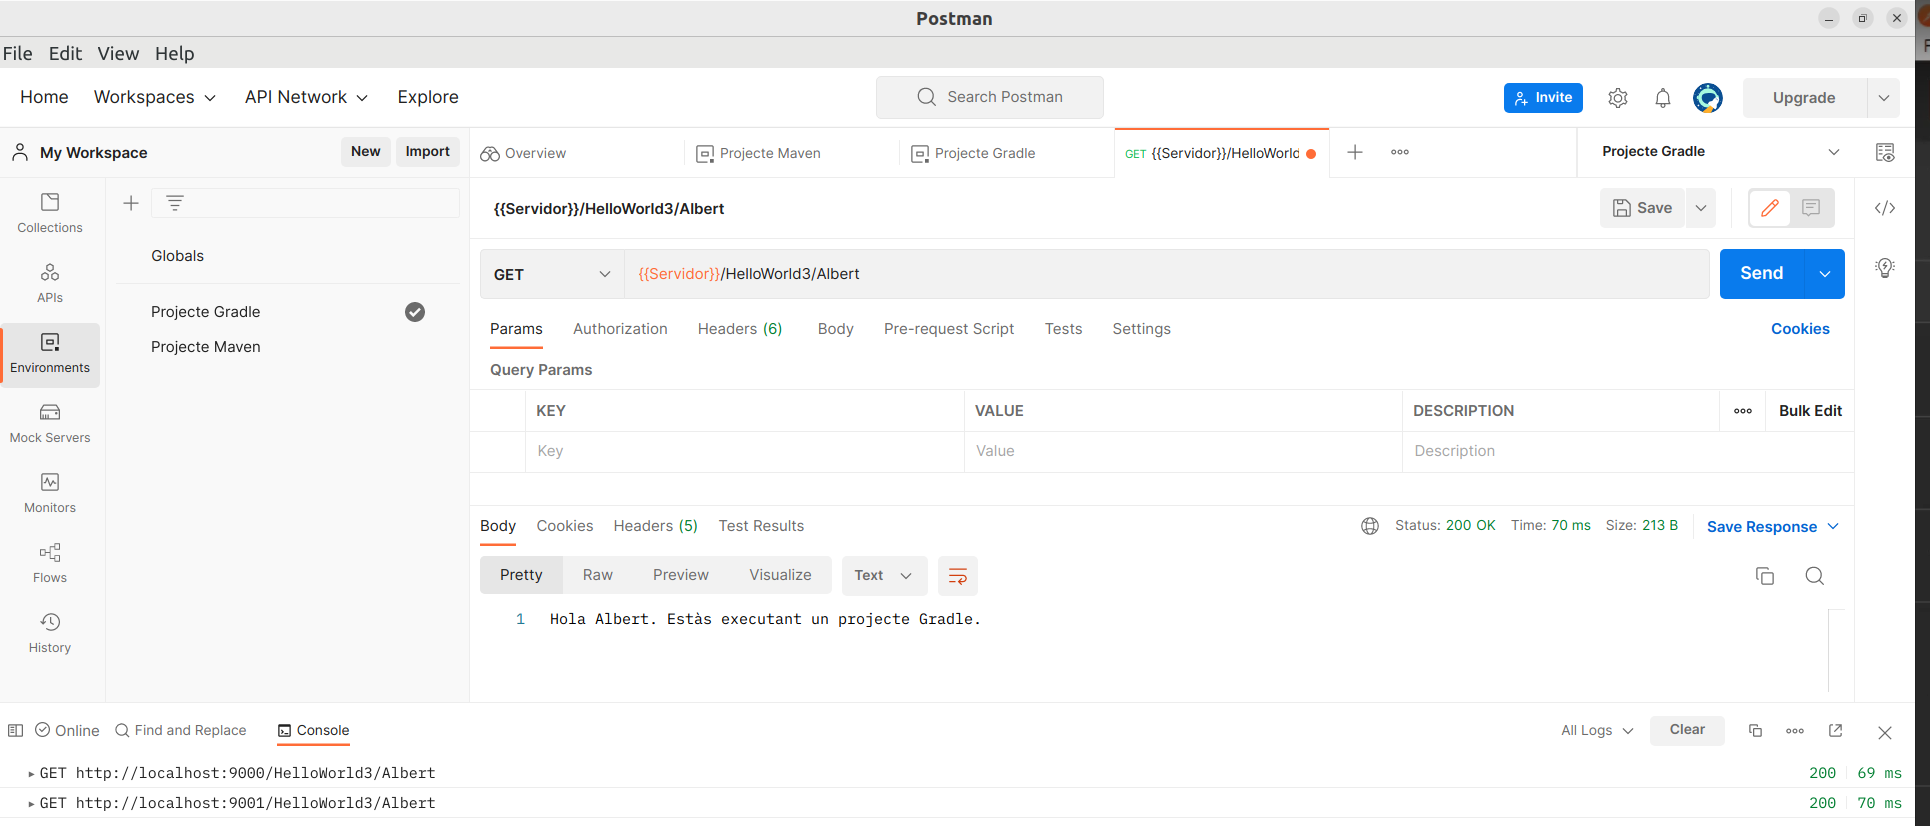 Postman
File Edit View Help
Home Workspaces API Network Explore Search Postman Invite Upgrade
My Workspace New Import Overview Projecte Maven Projecte Gradle GET {{Servidor}}/HelloWorld Projecte Gradle
Collections
APIs
Environments
Mock Servers
Monitors
Flows
History
Globals
Projecte Gradle
Projecte Maven
{{Servidor}}/HelloWorld3/Albert Save
GET {{Servidor}}/HelloWorld3/Albert Send
Params Authorization Headers (6) Body Pre-request Script Tests Settings Cookies
Query Params
KEY VALUE DESCRIPTION Bulk Edit
Key Value Description
Body Cookies Headers (5) Test Results Status: 200 OK Time: 70 ms Size: 213 B Save Response
Pretty Raw Preview Visualize Text
1 Hola Albert. Estàs executant un projecte Gradle.
Online Find and Replace Console All Logs Clear
GET http://localhost:9000/HelloWorld3/Albert 200 69 ms
GET http://localhost:9001/HelloWorld3/Albert 200 70 ms